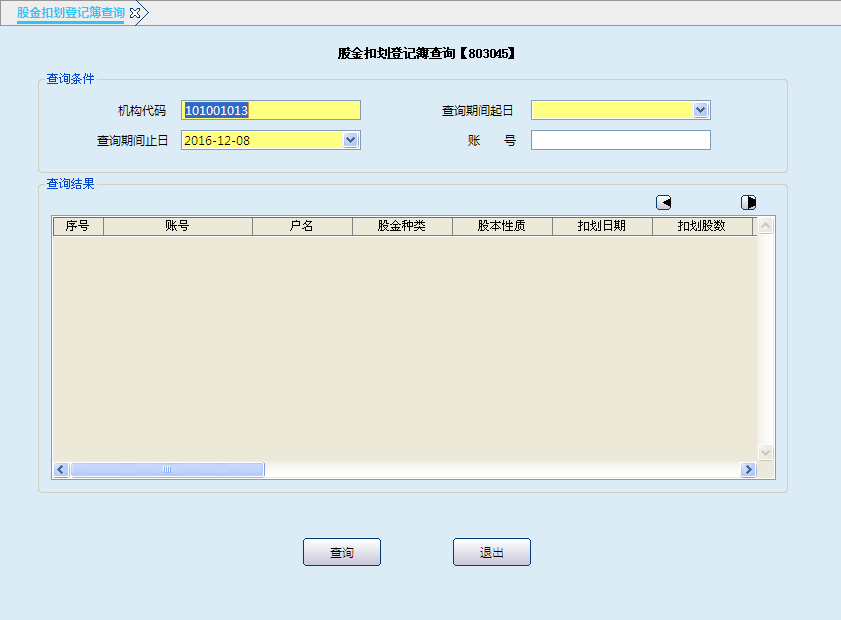 股金扣划登记簿查询
股金扣划登记簿查询【803045】
查询条件
机构代码 101001013 查询期间起日
查询期间止日 2016-12-08 账 号
查询结果
序号 账号 户名 股金种类 股本性质 扣划日期 扣划股数
查询 退出